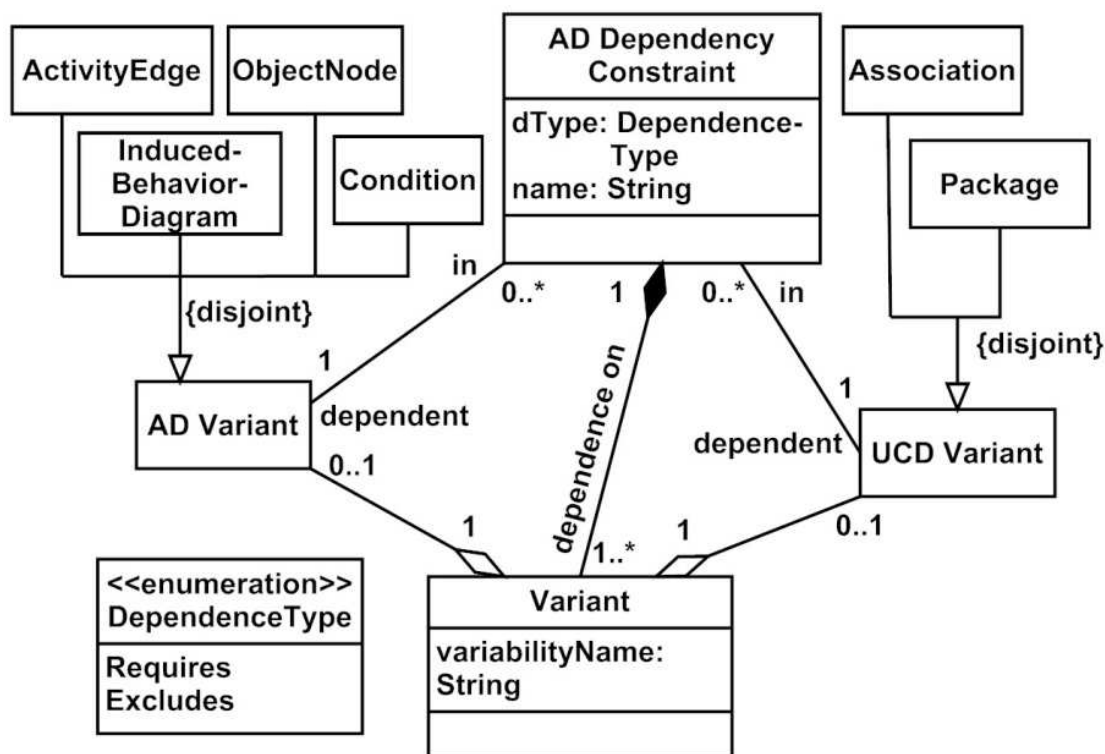 ActivityEdge
ObjectNode
AD Dependency
Constraint
Association
dType: Dependence-
Type
name: String
Induced-
Behavior-
Diagram
Condition
Package
in
0..*
1
0..*
in
{disjoint}
{disjoint}
1
dependent
AD Variant
0..1
dependence on
1
dependent
UCD Variant
0..1
1
1..*
1
<<enumeration>>
DependenceType
Requires
Excludes
Variant
variabilityName:
String